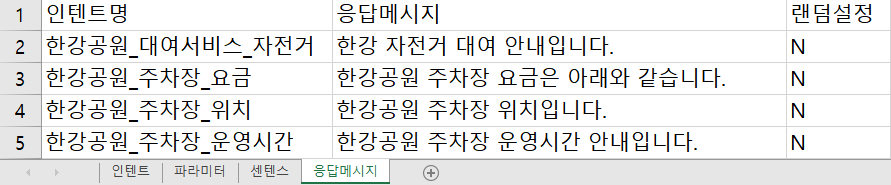 1 인텐트명 응답메시지 랜덤설정
2 한강공원_대여서비스_자전거 한강 자전거 대여 안내입니다. N
3 한강공원_주차장_요금 한강공원 주차장 요금은 아래와 같습니다. N
4 한강공원_주차장_위치 한강공원 주차장 위치입니다. N
5 한강공원_주차장_운영시간 한강공원 주차장 운영시간 안내입니다. N
인텐트 파라미터 센텐스 응답메시지